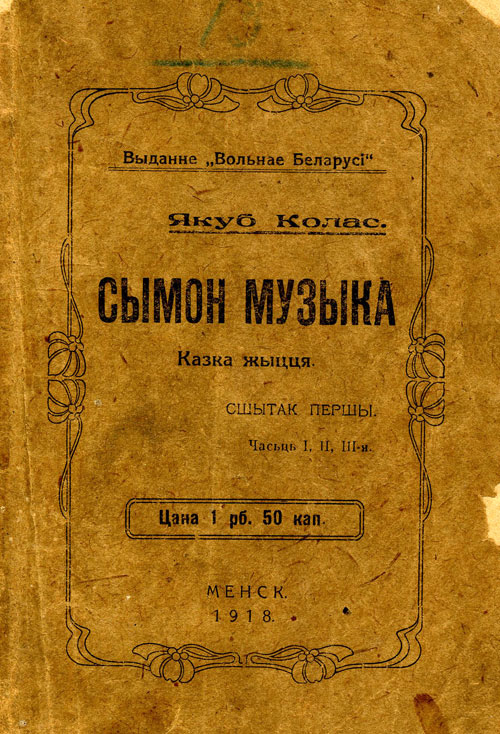 Выданне „Вольнае Беларусі“
Якуб Колас.
СЫМОН МУЗЫКА
Казка жыцця.
СШЫТАК ПЕРШЫ.
Часьць I, II, III-я.
Цана 1 рб. 50 кап.
МЕНСК.
1918.